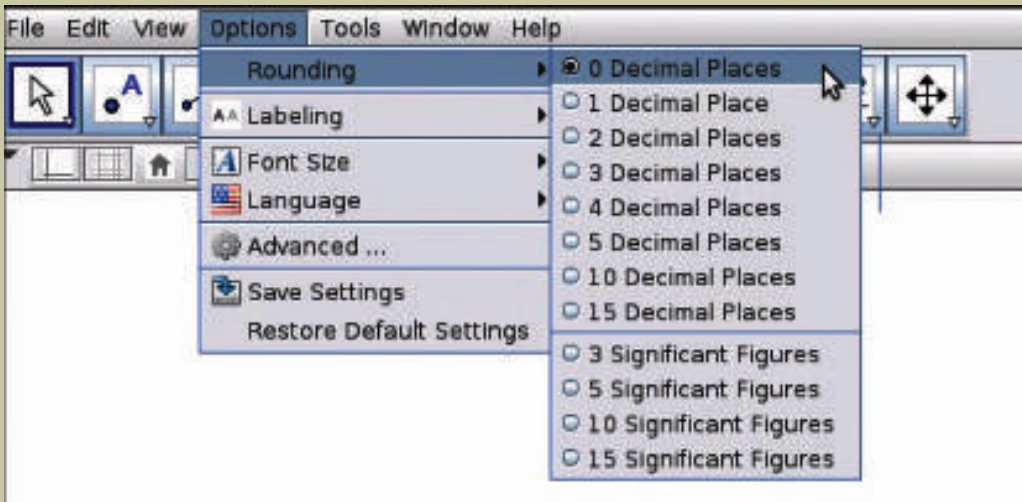 File Edit View Options Tools Window Help
A
Rounding
AA Labeling
A Font Size
Language
Advanced ...
Save Settings
Restore Default Settings
0 Decimal Places
1 Decimal Place
2 Decimal Places
3 Decimal Places
4 Decimal Places
5 Decimal Places
10 Decimal Places
15 Decimal Places
3 Significant Figures
5 Significant Figures
10 Significant Figures
15 Significant Figures